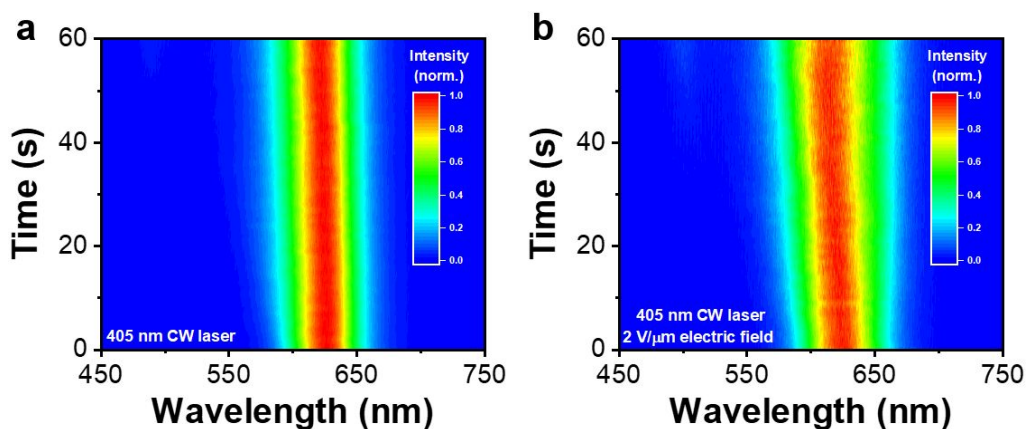 a
60
40
20
0
Time (s)
Intensity
(norm.)
1.0
0.8
0.6
0.4
0.2
0.0
405 nm CW laser
450
550
650
750
Wavelength (nm)
b
60
40
20
0
Time (s)
Intensity
(norm.)
1.0
0.8
0.6
0.4
0.2
0.0
405 nm CW laser
2 V/μm electric field
450
550
650
750
Wavelength (nm)